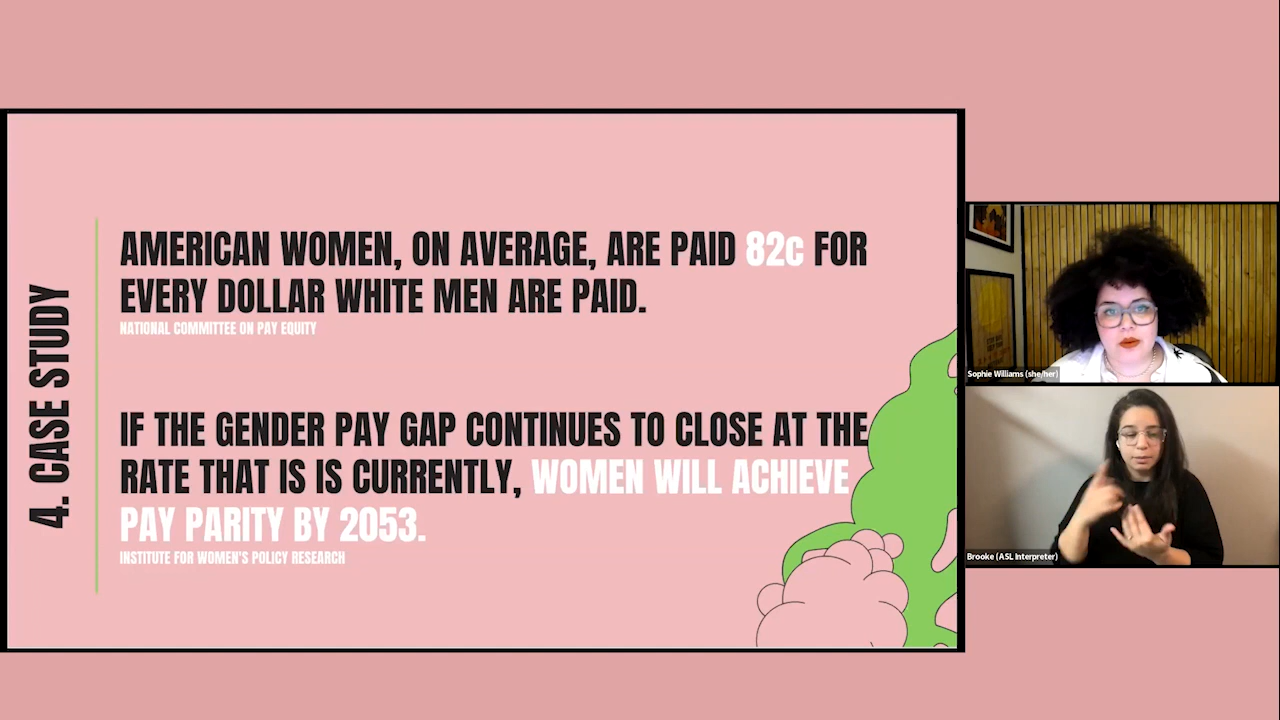 4. CASE STUDY
AMERICAN WOMEN, ON AVERAGE, ARE PAID 82c FOR
EVERY DOLLAR WHITE MEN ARE PAID.
NATIONAL COMMITTEE ON PAY EQUITY
IF THE GENDER PAY GAP CONTINUES TO CLOSE AT THE
RATE THAT IS IS CURRENTLY, WOMEN WILL ACHIEVE
PAY PARITY BY 2053.
INSTITUTE FOR WOMEN'S POLICY RESEARCH
Sophie Williams (she/her)
Brooke (ASL Interpreter)